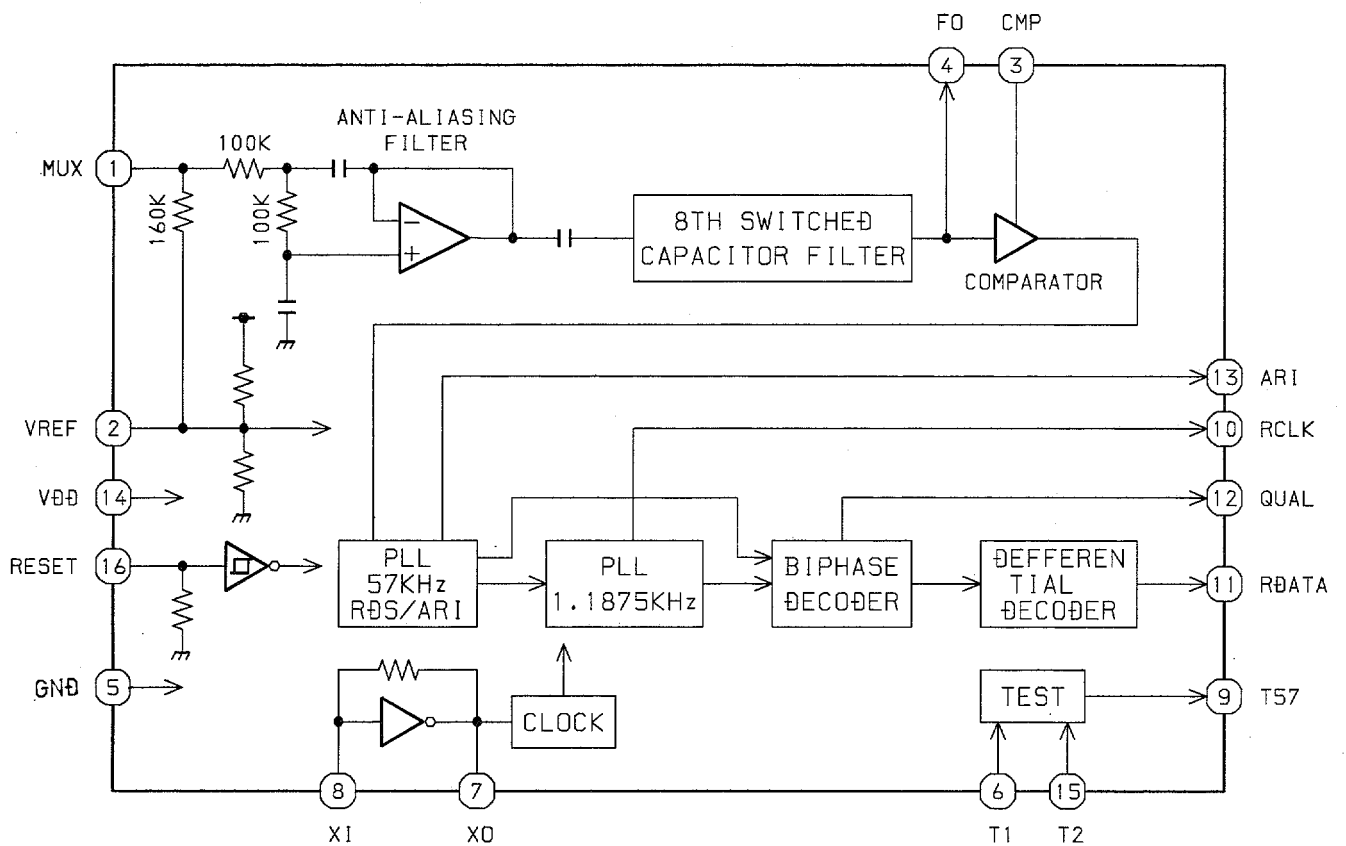 FO CMP
4 3
ANTI-ALIASING
FILTER
100K
MUX 1
160K
100K
−
+
8TH SWITCHED
CAPACITOR FILTER
COMPARATOR
13 ARI
VREF 2
10 RCLK
VDD 14
12 QUAL
RESET 16
PLL
57KHz
RDS/ARI
PLL
1.1875KHz
BIPHASE
DECODER
DEFFEREN
TIAL
DECODER
11 RDATA
GND 5
CLOCK
TEST
9 T57
8 7 6 15
XI XO T1 T2